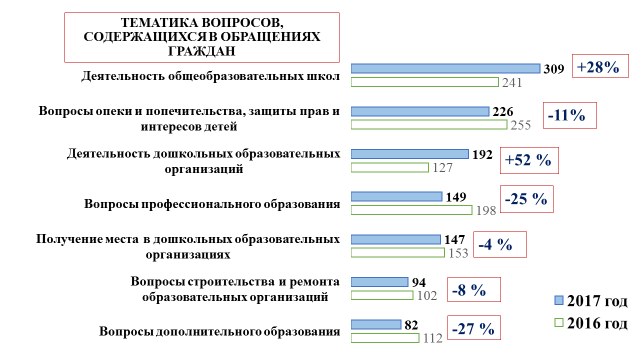 ТЕМАТИКА ВОПРОСОВ,
СОДЕРЖАЩИХСЯ В ОБРАЩЕНИЯХ
ГРАЖДАН
Деятельность общеобразовательных школ
309
241
+28%
Вопросы опеки и попечительства, защиты прав и
интересов детей
226
255
-11%
Деятельность дошкольных образовательных
организаций
192
127
+52 %
Вопросы профессионального образования
149
198
-25 %
Получение места в дошкольных образовательных
организациях
147
153
-4 %
Вопросы строительства и ремонта
образовательных организаций
94
102
-8 %
Вопросы дополнительного образования
82
112
-27 %
2017 год
2016 год